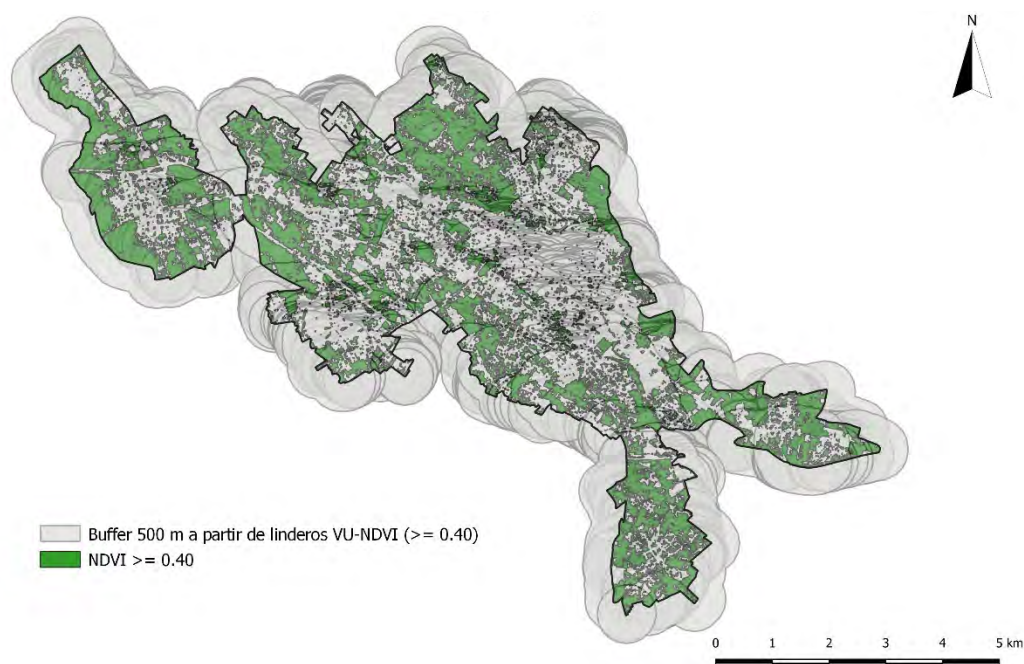 N
Buffer 500 m a partir de linderos VU-NDVI (>= 0.40)
NDVI >= 0.40
0 1 2 3 4 5 km